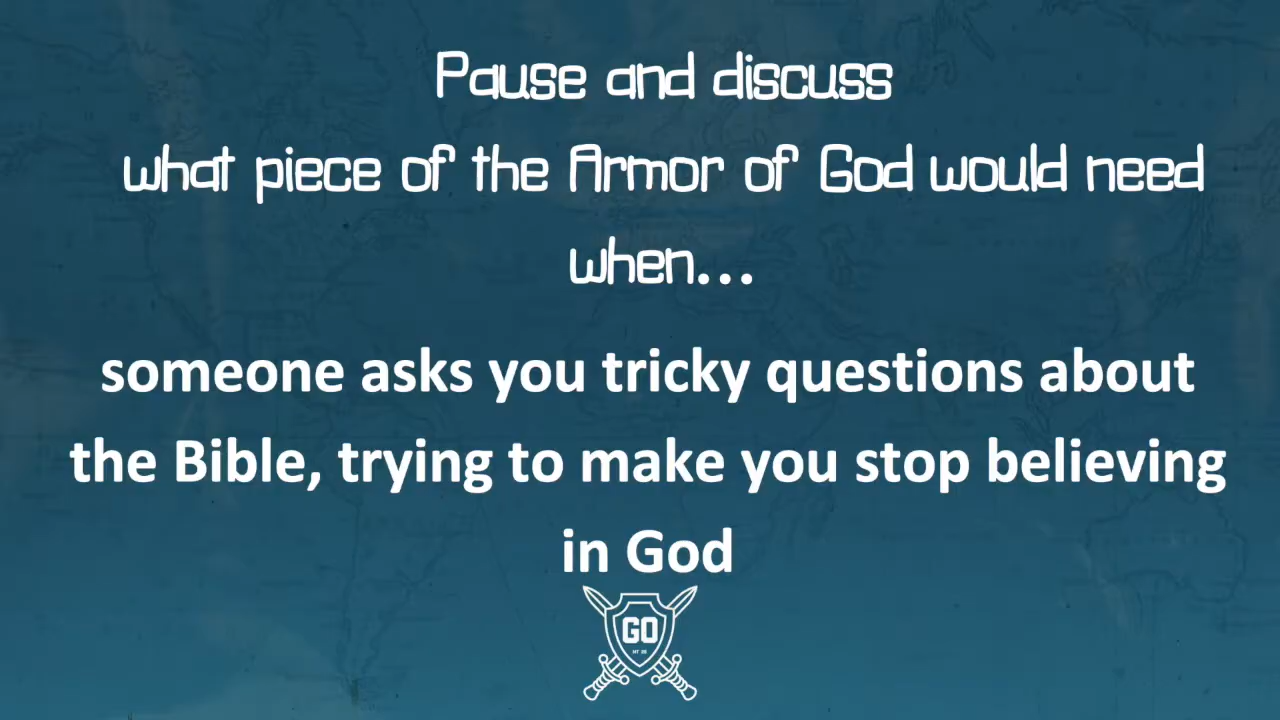 Pause and discuss
what piece of the Armor of God would need
when...
someone asks you tricky questions about
the Bible, trying to make you stop believing
in God
GO